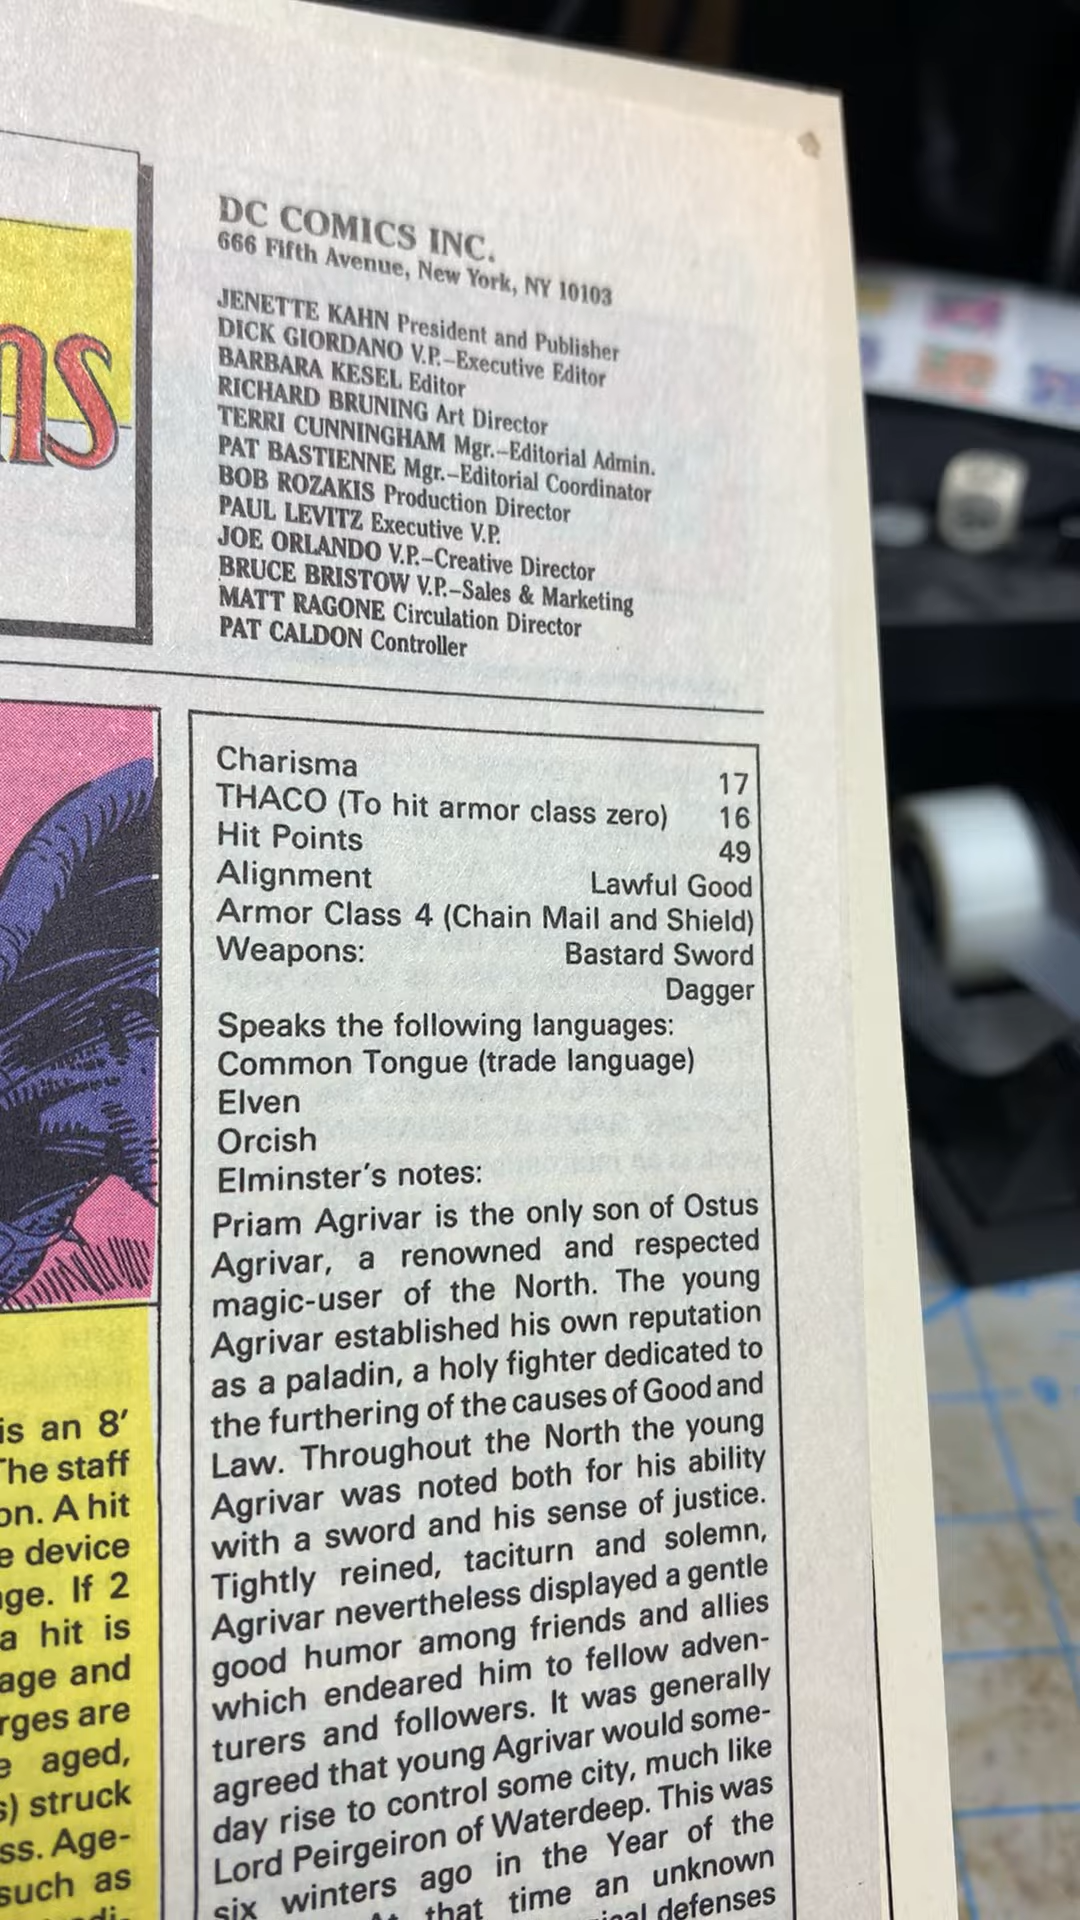 ns
DC COMICS INC.
666 Fifth Avenue, New York, NY 10103
JENETTE KAHN President and Publisher
DICK GIORDANO V.P.–Executive Editor
BARBARA KESEL Editor
RICHARD BRUNING Art Director
TERRI CUNNINGHAM Mgr.–Editorial Admin.
PAT BASTIENNE Mgr.–Editorial Coordinator
BOB ROZAKIS Production Director
PAUL LEVITZ Executive V.P.
JOE ORLANDO V.P.–Creative Director
BRUCE BRISTOW V.P.–Sales & Marketing
MATT RAGONE Circulation Director
PAT CALDON Controller
is an 8′
The staff
on. A hit
e device
ge. If 2
a hit is
age and
rges are
e aged,
s) struck
ss. Age-
such as
Charisma 17
THACO (To hit armor class zero) 16
Hit Points 49
Alignment Lawful Good
Armor Class 4 (Chain Mail and Shield)
Weapons: Bastard Sword
Dagger
Speaks the following languages:
Common Tongue (trade language)
Elven
Orcish
Elminster's notes:
Priam Agrivar is the only son of Ostus
Agrivar, a renowned and respected
magic-user of the North. The young
Agrivar established his own reputation
as a paladin, a holy fighter dedicated to
the furthering of the causes of Good and
Law. Throughout the North the young
Agrivar was noted both for his ability
with a sword and his sense of justice.
Tightly reined, taciturn and solemn,
Agrivar nevertheless displayed a gentle
good humor among friends and allies
which endeared him to fellow adven-
turers and followers. It was generally
agreed that young Agrivar would some-
day rise to control some city, much like
Lord Peirgeiron of Waterdeep. This was
six winters ago in the Year of the
that time an unknown
defenses